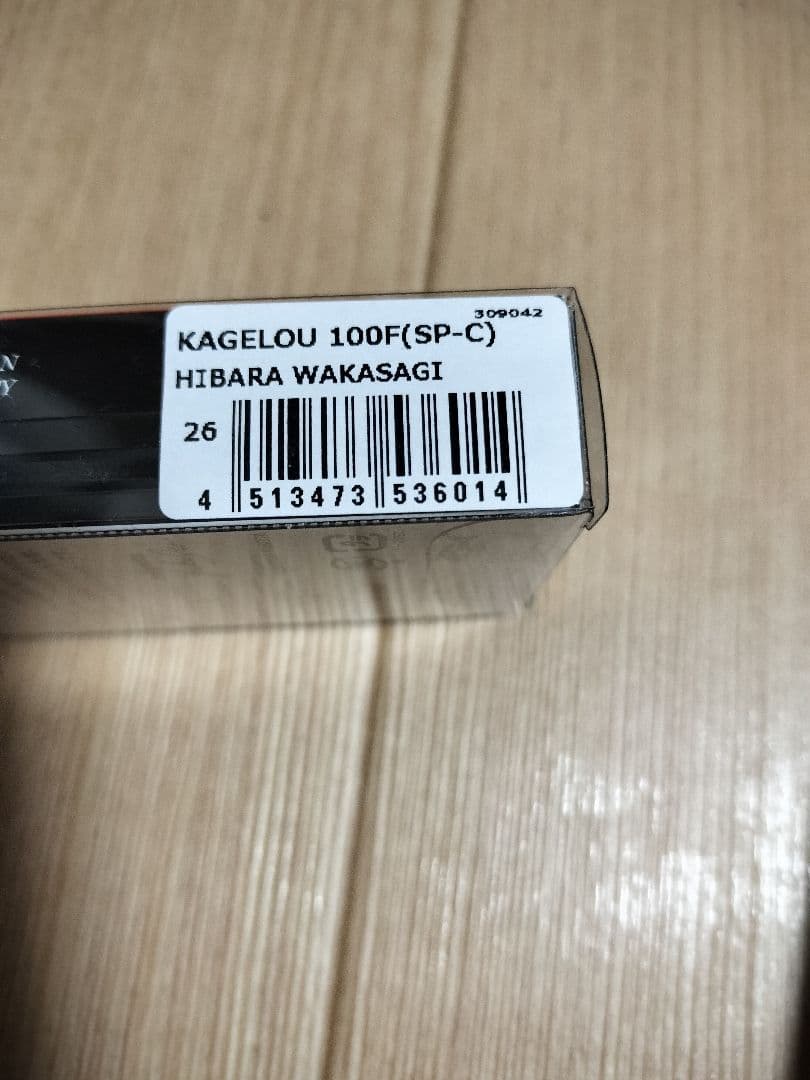 309042
KAGELOU 100F(SP-C)
HIBARA WAKASAGI
26
4 513473 536014